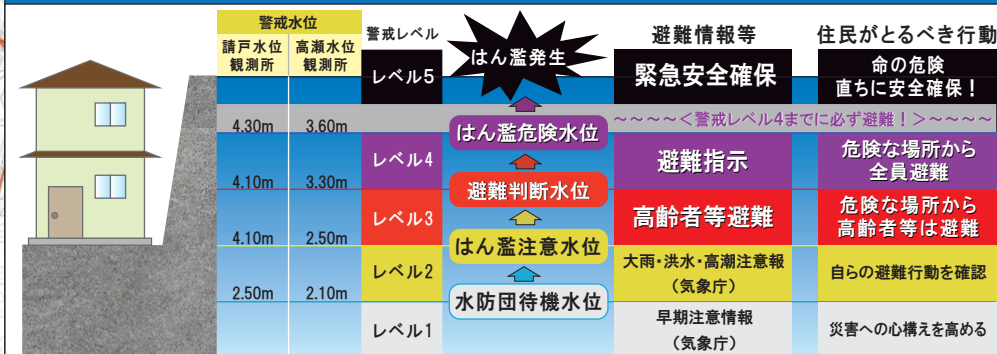 警戒水位
請戸水位
観測所
高瀬水位
観測所
警戒レベル
避難情報等
住民がとるべき行動
レベル5
はん濫発生
緊急安全確保
命の危険
直ちに安全確保！
4.30m
3.60m
はん濫危険水位
～～～～＜警戒レベル4までに必ず避難！＞～～～～
レベル4
避難指示
危険な場所から
全員避難
4.10m
3.30m
避難判断水位
レベル3
高齢者等避難
危険な場所から
高齢者等は避難
4.10m
2.50m
はん濫注意水位
レベル2
大雨・洪水・高潮注意報
（気象庁）
自らの避難行動を確認
2.50m
2.10m
水防団待機水位
レベル1
早期注意情報
（気象庁）
災害への心構えを高める